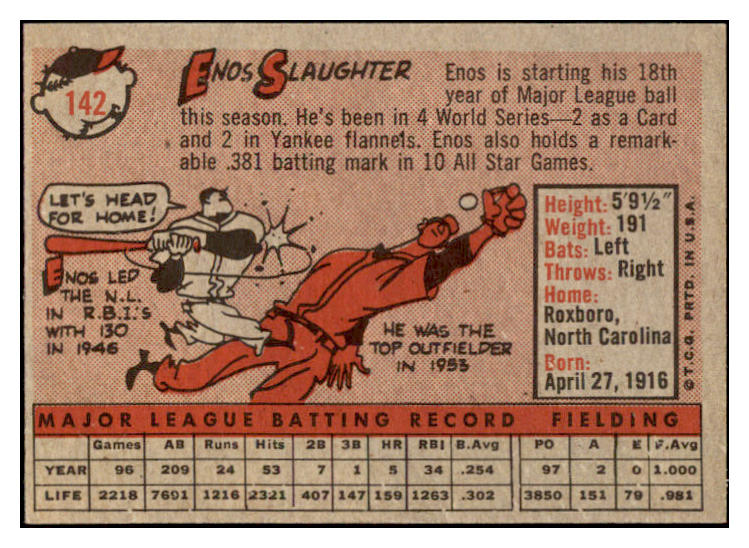 142
ENOS SLAUGHTER
Enos is starting his 18th
year of Major League ball
this season. He's been in 4 World Series—2 as a Card
and 2 in Yankee flannels. Enos also holds a remark-
able .381 batting mark in 10 All Star Games.
LET'S HEAD
FOR HOME!
ENOS LED
THE N.L.
IN R.B.I.'S
WITH 130
IN 1946
HE WAS THE
TOP OUTFIELDER
IN 1953
Height: 5'9½"
Weight: 191
Bats: Left
Throws: Right
Home:
Roxboro,
North Carolina
Born:
April 27, 1916
© T.C.G. PRTD. IN U.S.A.
MAJOR LEAGUE BATTING RECORD FIELDING
Games AB Runs Hits 2B 3B HR RBI B.Avg PO A E F.Avg
YEAR 96 209 24 53 7 1 5 34 .254 97 2 0 1.000
LIFE 2218 7691 1216 2321 407 147 159 1263 .302 3850 151 79 .981